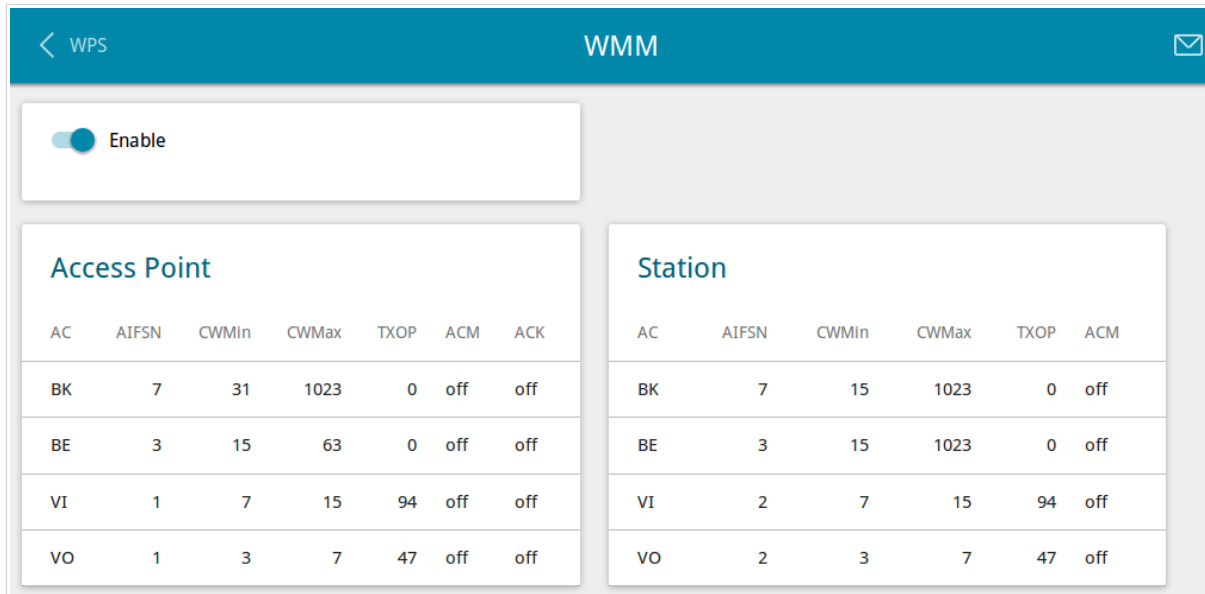 WPS
WMM
Enable
Access Point
AC AIFSN CWMin CWMax TXOP ACM ACK
BK 7 31 1023 0 off off
BE 3 15 63 0 off off
VI 1 7 15 94 off off
VO 1 3 7 47 off off
Station
AC AIFSN CWMin CWMax TXOP ACM
BK 7 15 1023 0 off
BE 3 15 1023 0 off
VI 2 7 15 94 off
VO 2 3 7 47 off